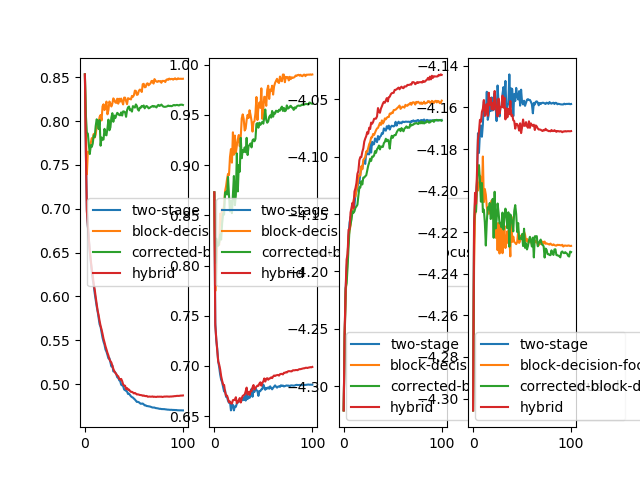 0.85
0.80
0.75
0.70
0.65
0.60
0.55
0.50
0 100
two-stage
block-decis
corrected-b
hybrid
1.00
0.95
0.90
0.85
0.80
0.75
0.70
0.65
0 100
two-stage
block-decis
corrected-b
hybrid
−4.05
−4.10
−4.15
−4.20
−4.25
−4.30
0 100
two-stage
block-decis
corrected-b
hybrid
−4.14
−4.16
−4.18
−4.20
−4.22
−4.24
−4.26
−4.28
−4.30
0 100
two-stage
block-decision-foc
corrected-block-d
hybrid